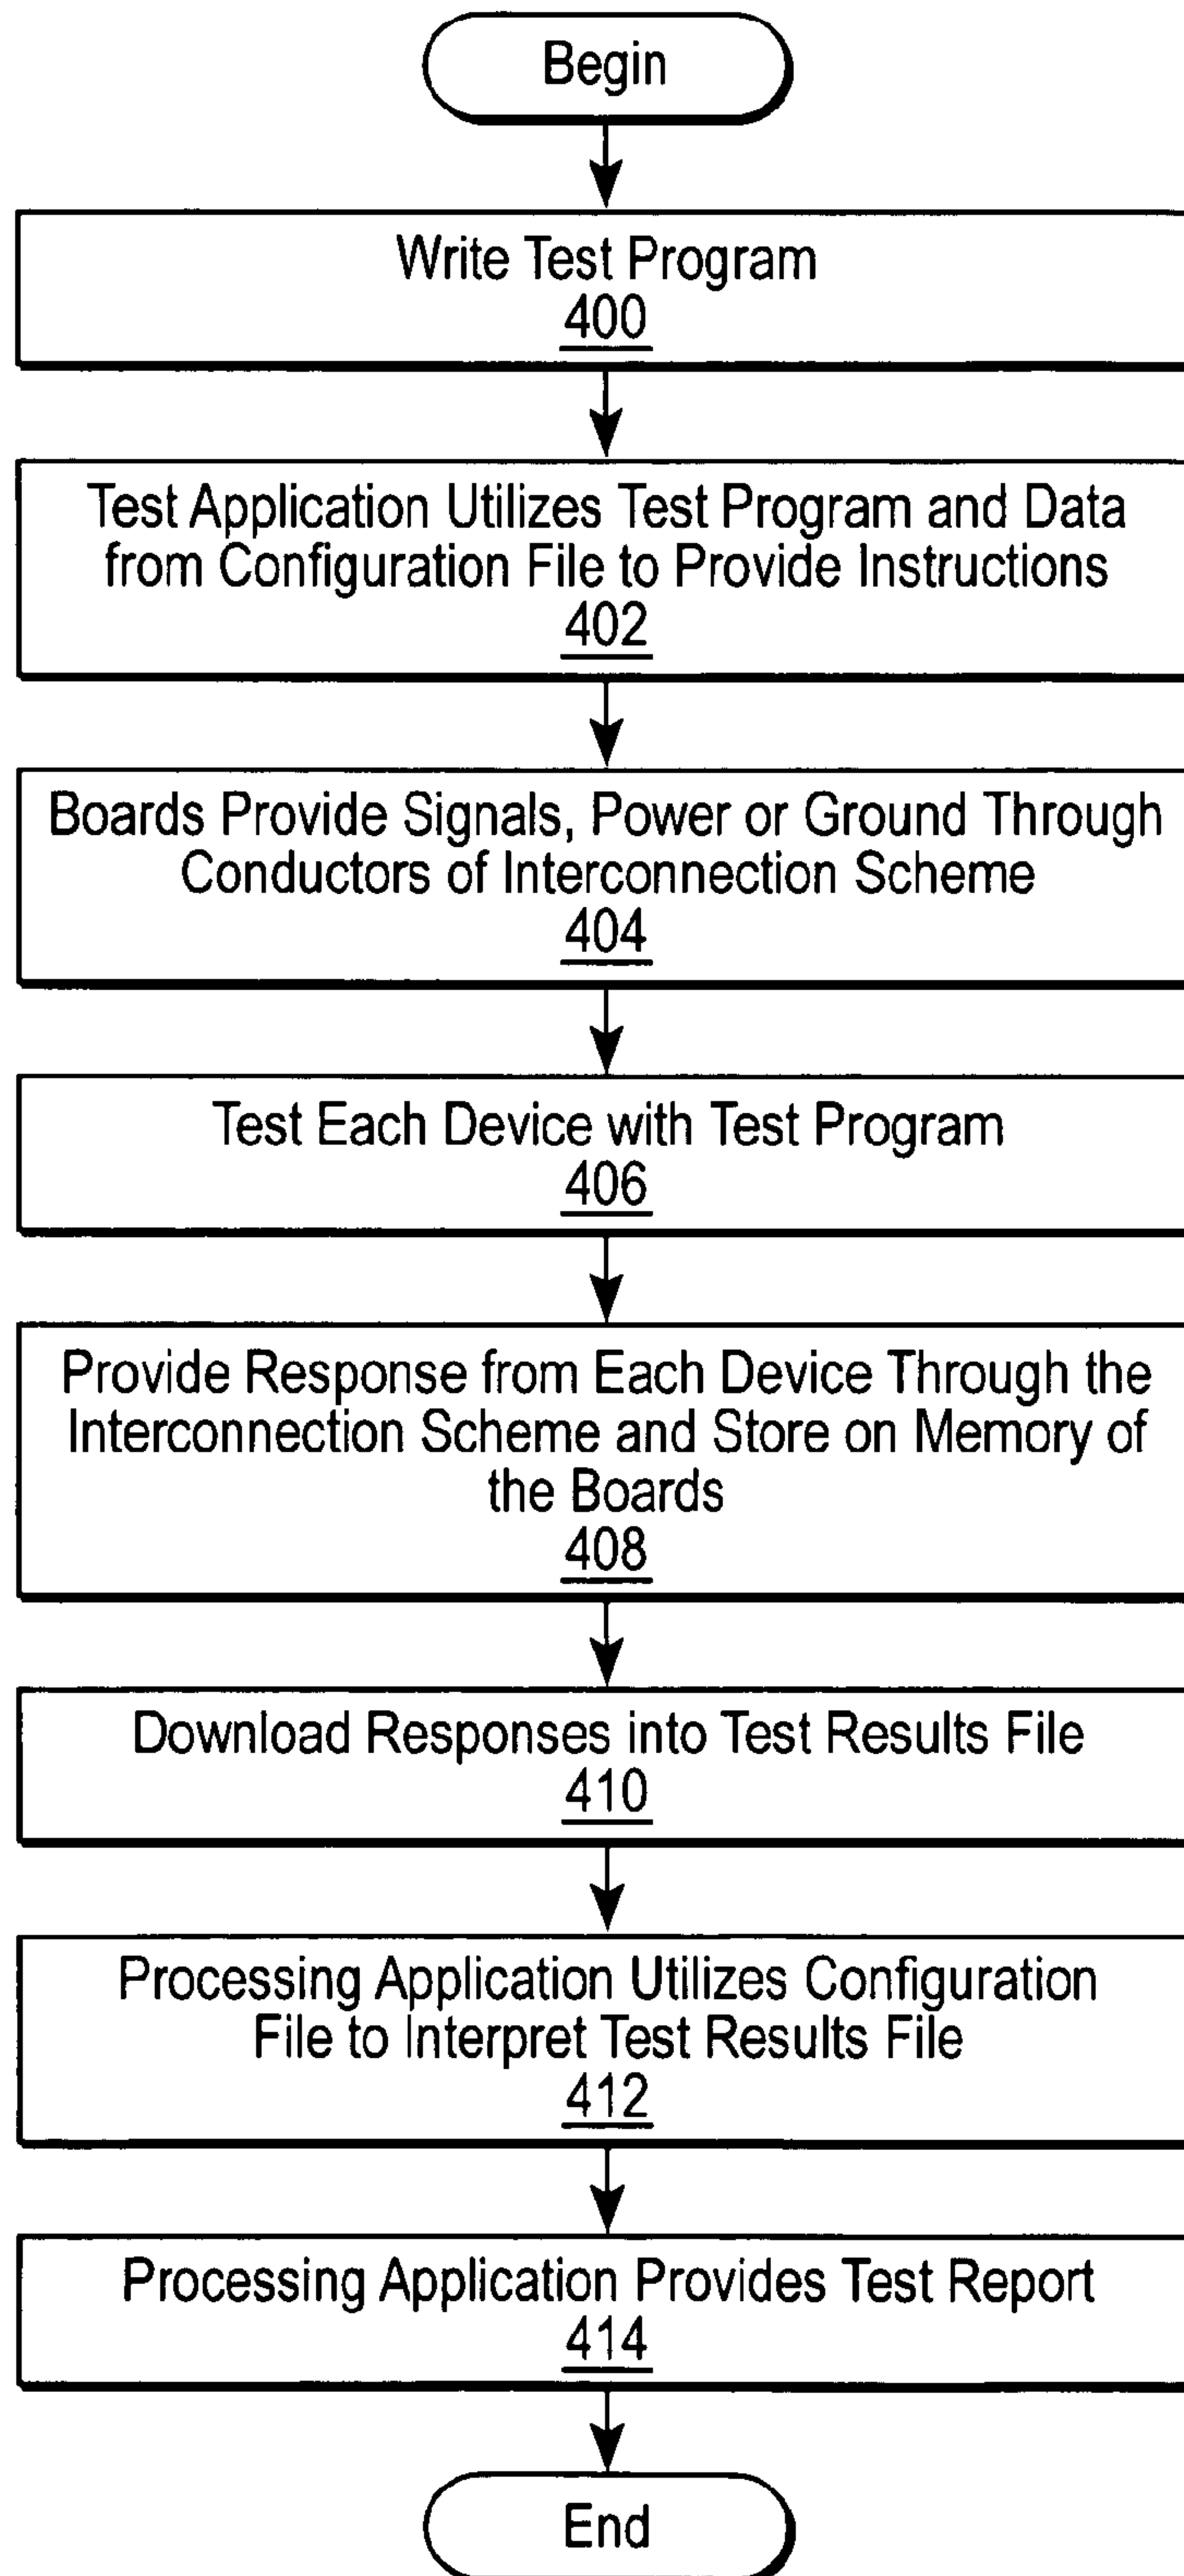 Begin
Write Test Program
400
Test Application Utilizes Test Program and Data
from Configuration File to Provide Instructions
402
Boards Provide Signals, Power or Ground Through
Conductors of Interconnection Scheme
404
Test Each Device with Test Program
406
Provide Response from Each Device Through the
Interconnection Scheme and Store on Memory of
the Boards
408
Download Responses into Test Results File
410
Processing Application Utilizes Configuration
File to Interpret Test Results File
412
Processing Application Provides Test Report
414
End